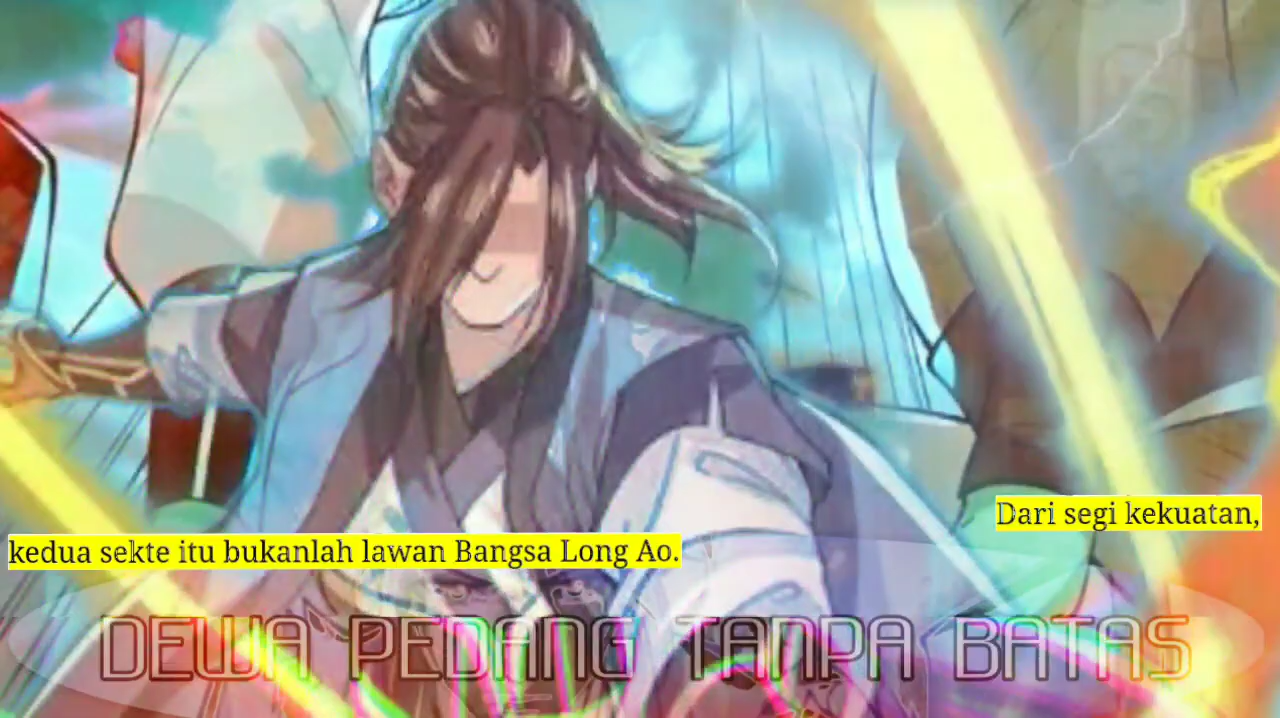 Dari segi kekuatan,
kedua sekte itu bukanlah lawan Bangsa Long Ao.
DEWA PEDANG TANPA BATAS